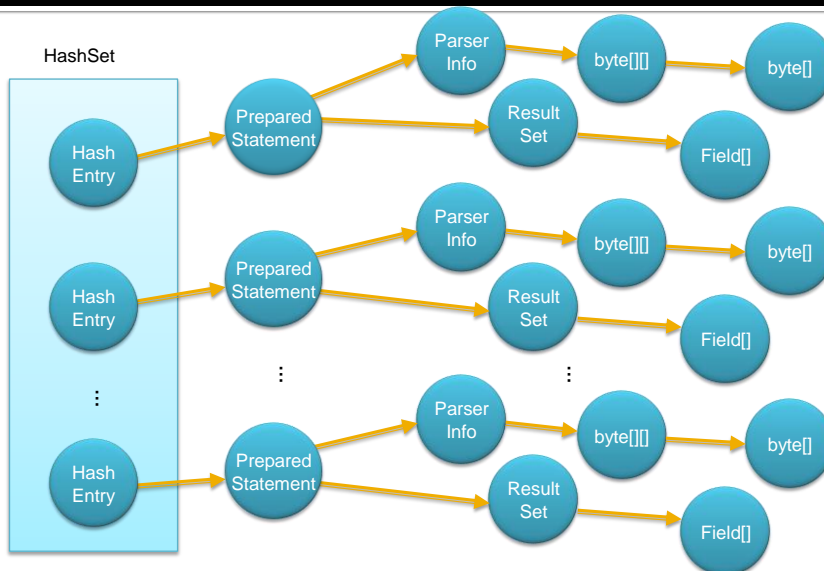 HashSet
Parser
Info
byte[][]
byte[]
Hash
Entry
Prepared
Statement
Result
Set
Field[]
Parser
Info
byte[][]
byte[]
Hash
Entry
Prepared
Statement
Result
Set
Field[]
...
...
...
Parser
Info
byte[][]
byte[]
Hash
Entry
Prepared
Statement
Result
Set
Field[]